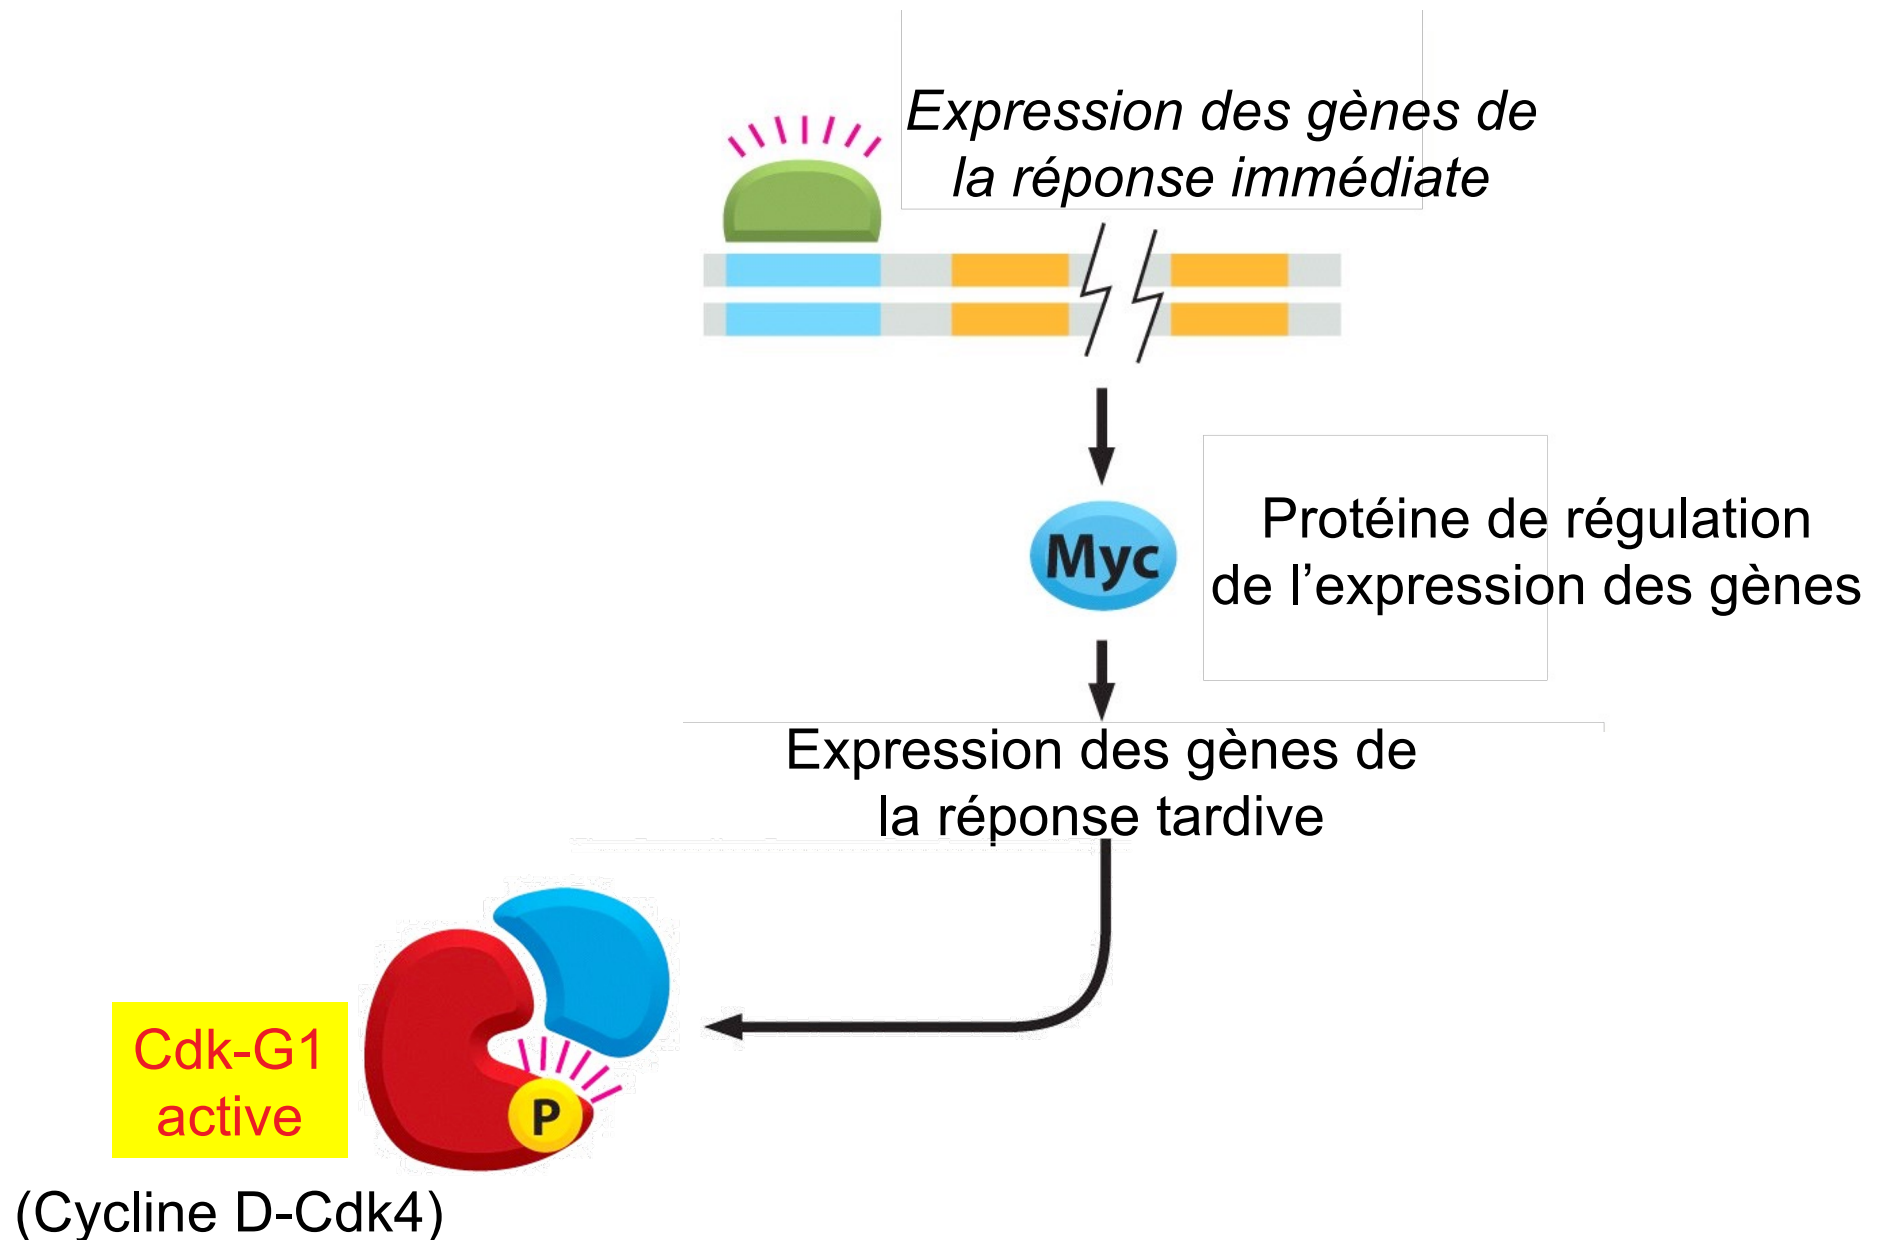 Expression des gènes de
la réponse immédiate
Myc
Protéine de régulation
de l’expression des gènes
Expression des gènes de
la réponse tardive
Cdk-G1
active
P
(Cycline D-Cdk4)